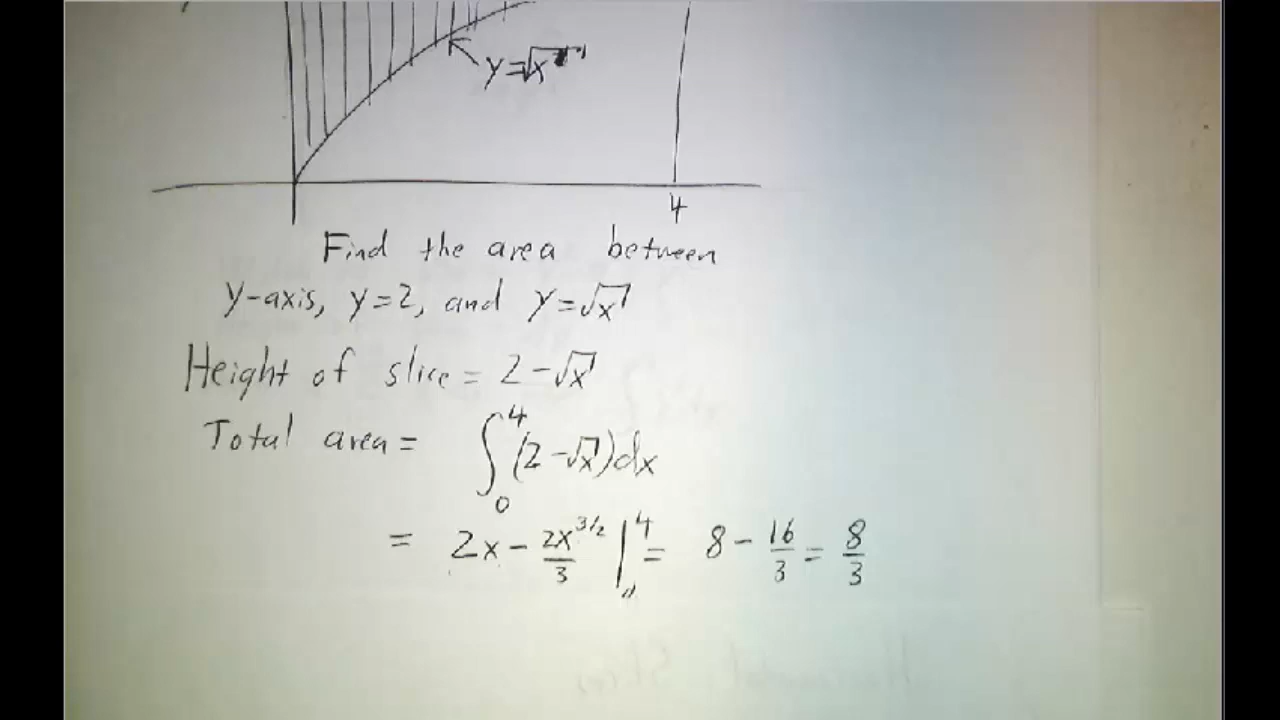 y=√x
4
Find the area between
y-axis, y=2, and y=√x
Height of slice = 2-√x
Total area = ∫₀⁴ (2-√x)dx
= 2x - 2x^{3/2}/3 |₀⁴ = 8 - 16/3 = 8/3